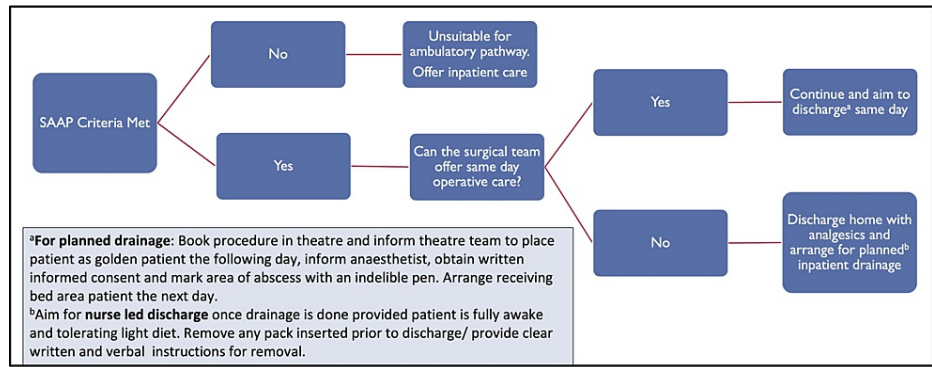 No
Unsuitable for
ambulatory pathway.
Offer inpatient care
SAAP Criteria Met
Yes
Can the surgical team
offer same day
operative care?
Yes
Continue and aim to
dischargeᵃ same day
No
Discharge home with
analgesics and
arrange for plannedᵇ
inpatient drainage
ᵃFor planned drainage: Book procedure in theatre and inform theatre team to place
patient as golden patient the following day, inform anaesthetist, obtain written
informed consent and mark area of abscess with an indelible pen. Arrange receiving
bed area patient the next day.
ᵇAim for nurse led discharge once drainage is done provided patient is fully awake
and tolerating light diet. Remove any pack inserted prior to discharge/ provide clear
written and verbal instructions for removal.